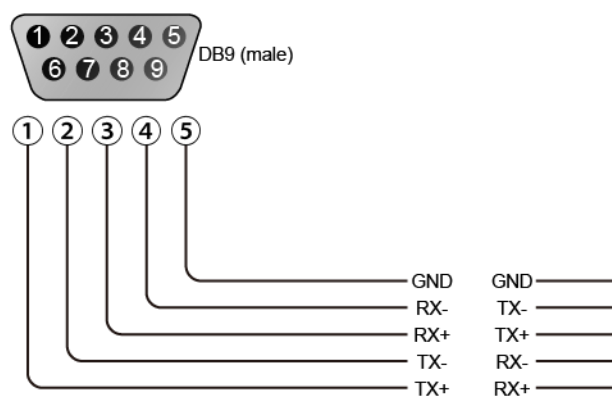 1 2 3 4 5
DB9 (male)
6 7 8 9
1 2 3 4 5
GND GND
RX- TX-
RX+ TX+
TX- RX-
TX+ RX+